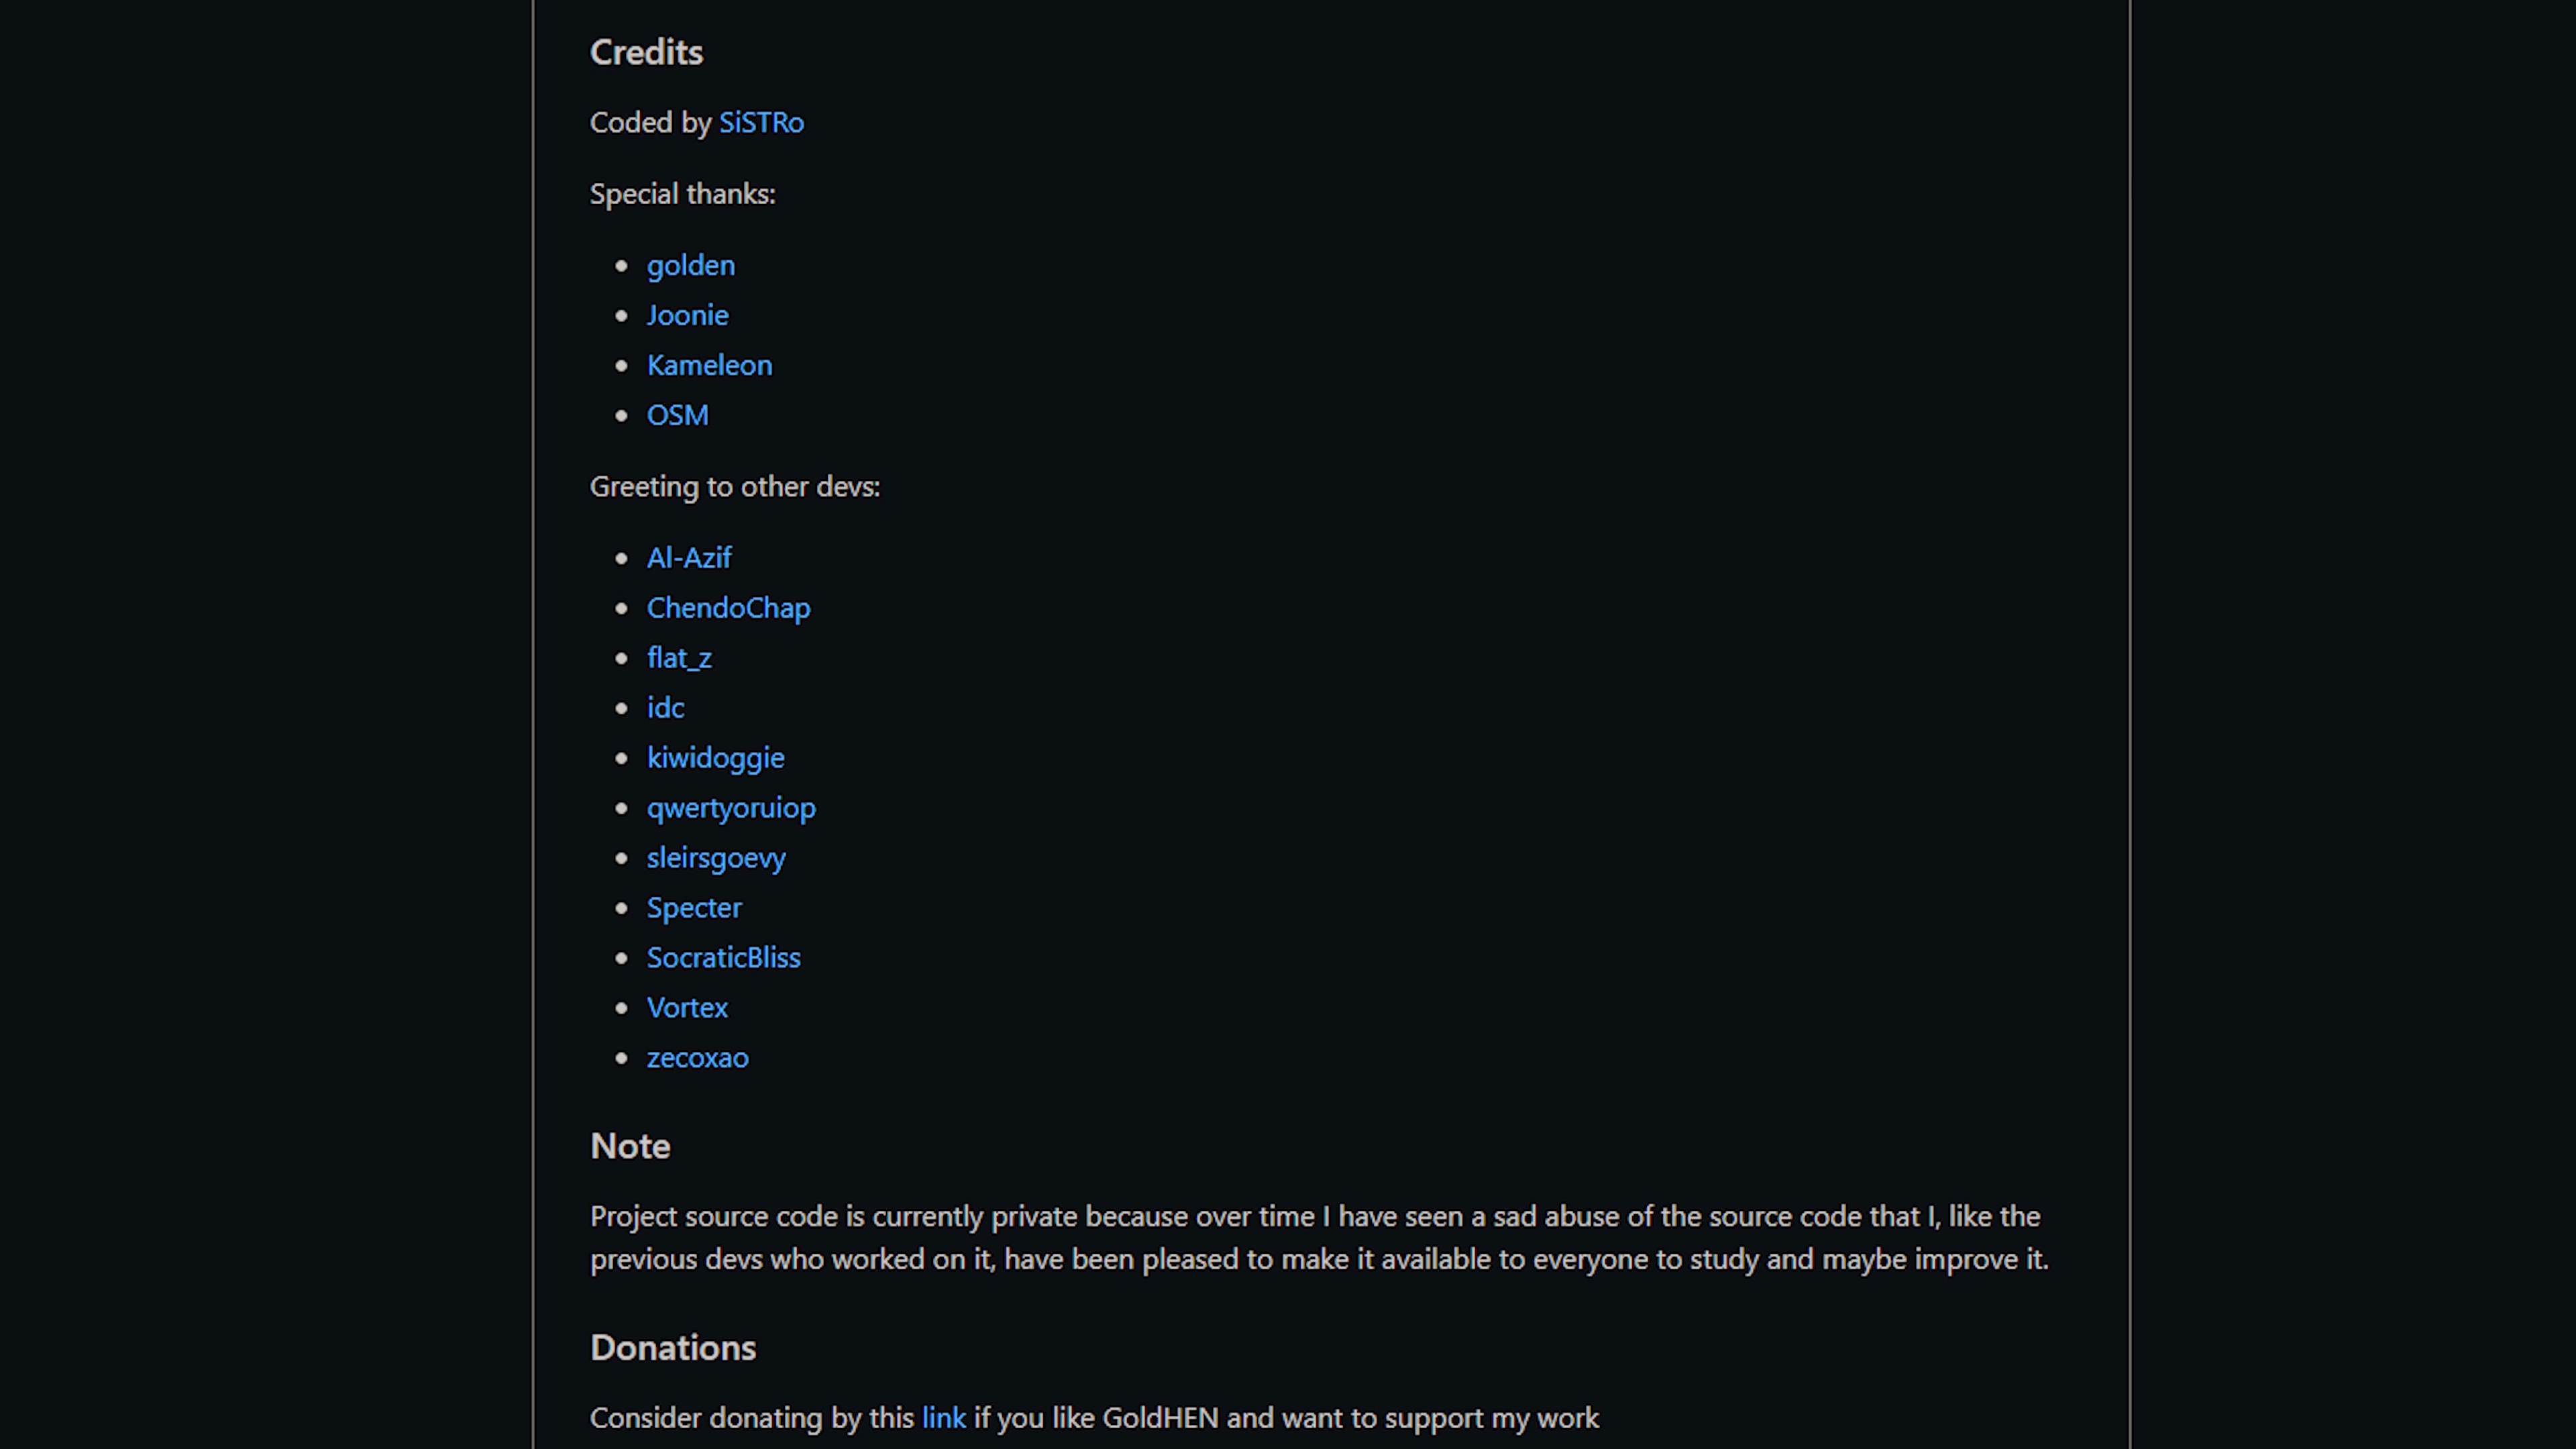 Credits
Coded by SiSTRo
Special thanks:
golden
Joonie
Kameleon
OSM
Greeting to other devs:
Al-Azif
ChendoChap
flat_z
idc
kiwidoggie
qwertyoruiop
sleirsgoevy
Specter
SocraticBliss
Vortex
zecoxao
Note
Project source code is currently private because over time I have seen a sad abuse of the source code that I, like the
previous devs who worked on it, have been pleased to make it available to everyone to study and maybe improve it.
Donations
Consider donating by this link if you like GoldHEN and want to support my work